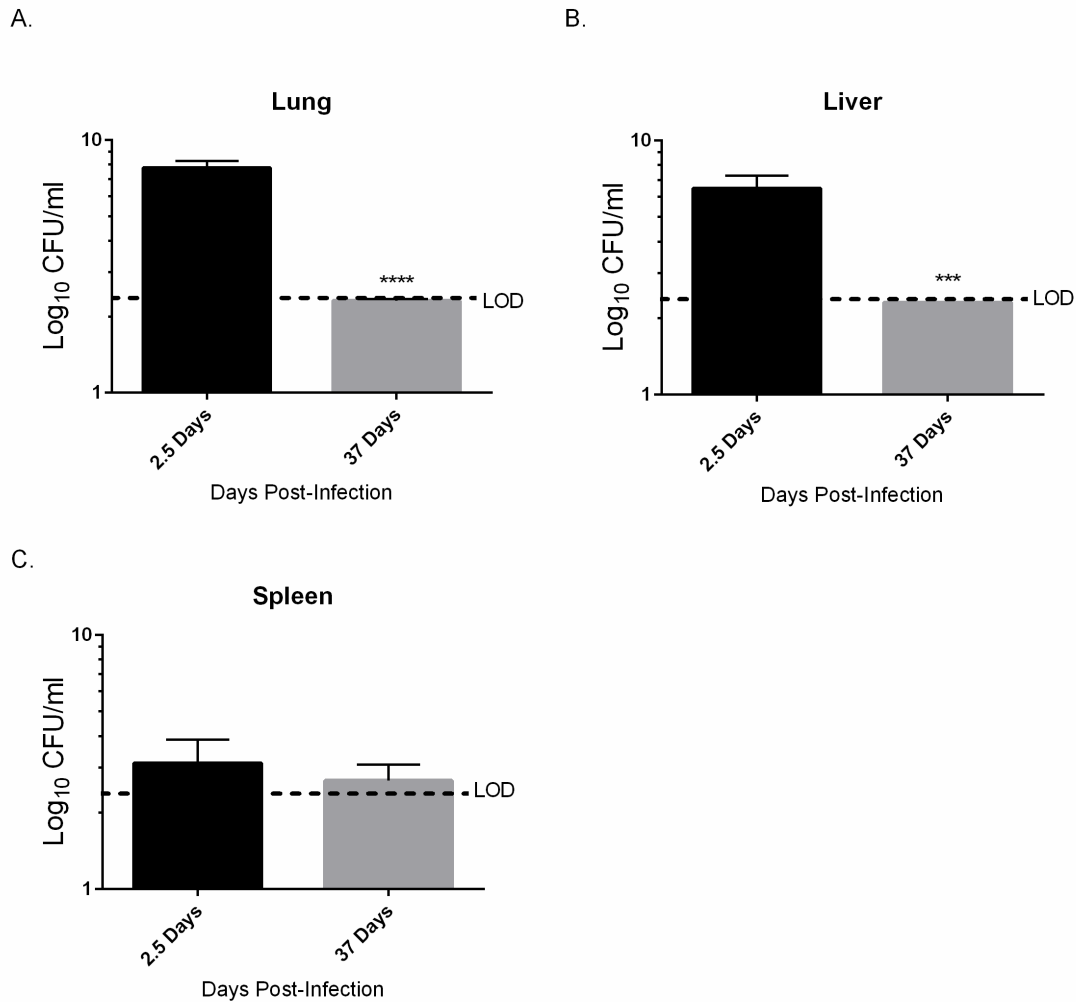 A.
Lung
10
Log10 CFU/ml
****
LOD
1
2.5 Days
37 Days
Days Post-Infection
B.
Liver
10
Log10 CFU/ml
***
LOD
1
2.5 Days
37 Days
Days Post-Infection
C.
Spleen
10
Log10 CFU/ml
LOD
1
2.5 Days
37 Days
Days Post-Infection